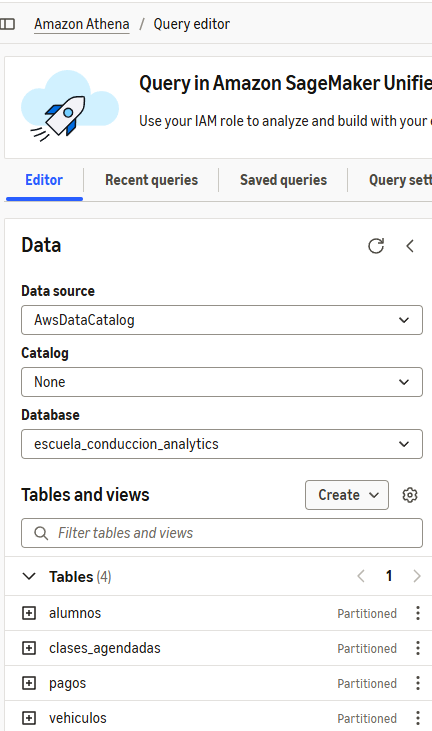 Amazon Athena / Query editor
Query in Amazon SageMaker Unifie
Use your IAM role to analyze and build with your
Editor Recent queries Saved queries Query sett
Data
Data source
AwsDataCatalog
Catalog
None
Database
escuela_conduccion_analytics
Tables and views Create
Filter tables and views
Tables (4) 1
alumnos Partitioned
clases_agendadas Partitioned
pagos Partitioned
vehiculos Partitioned